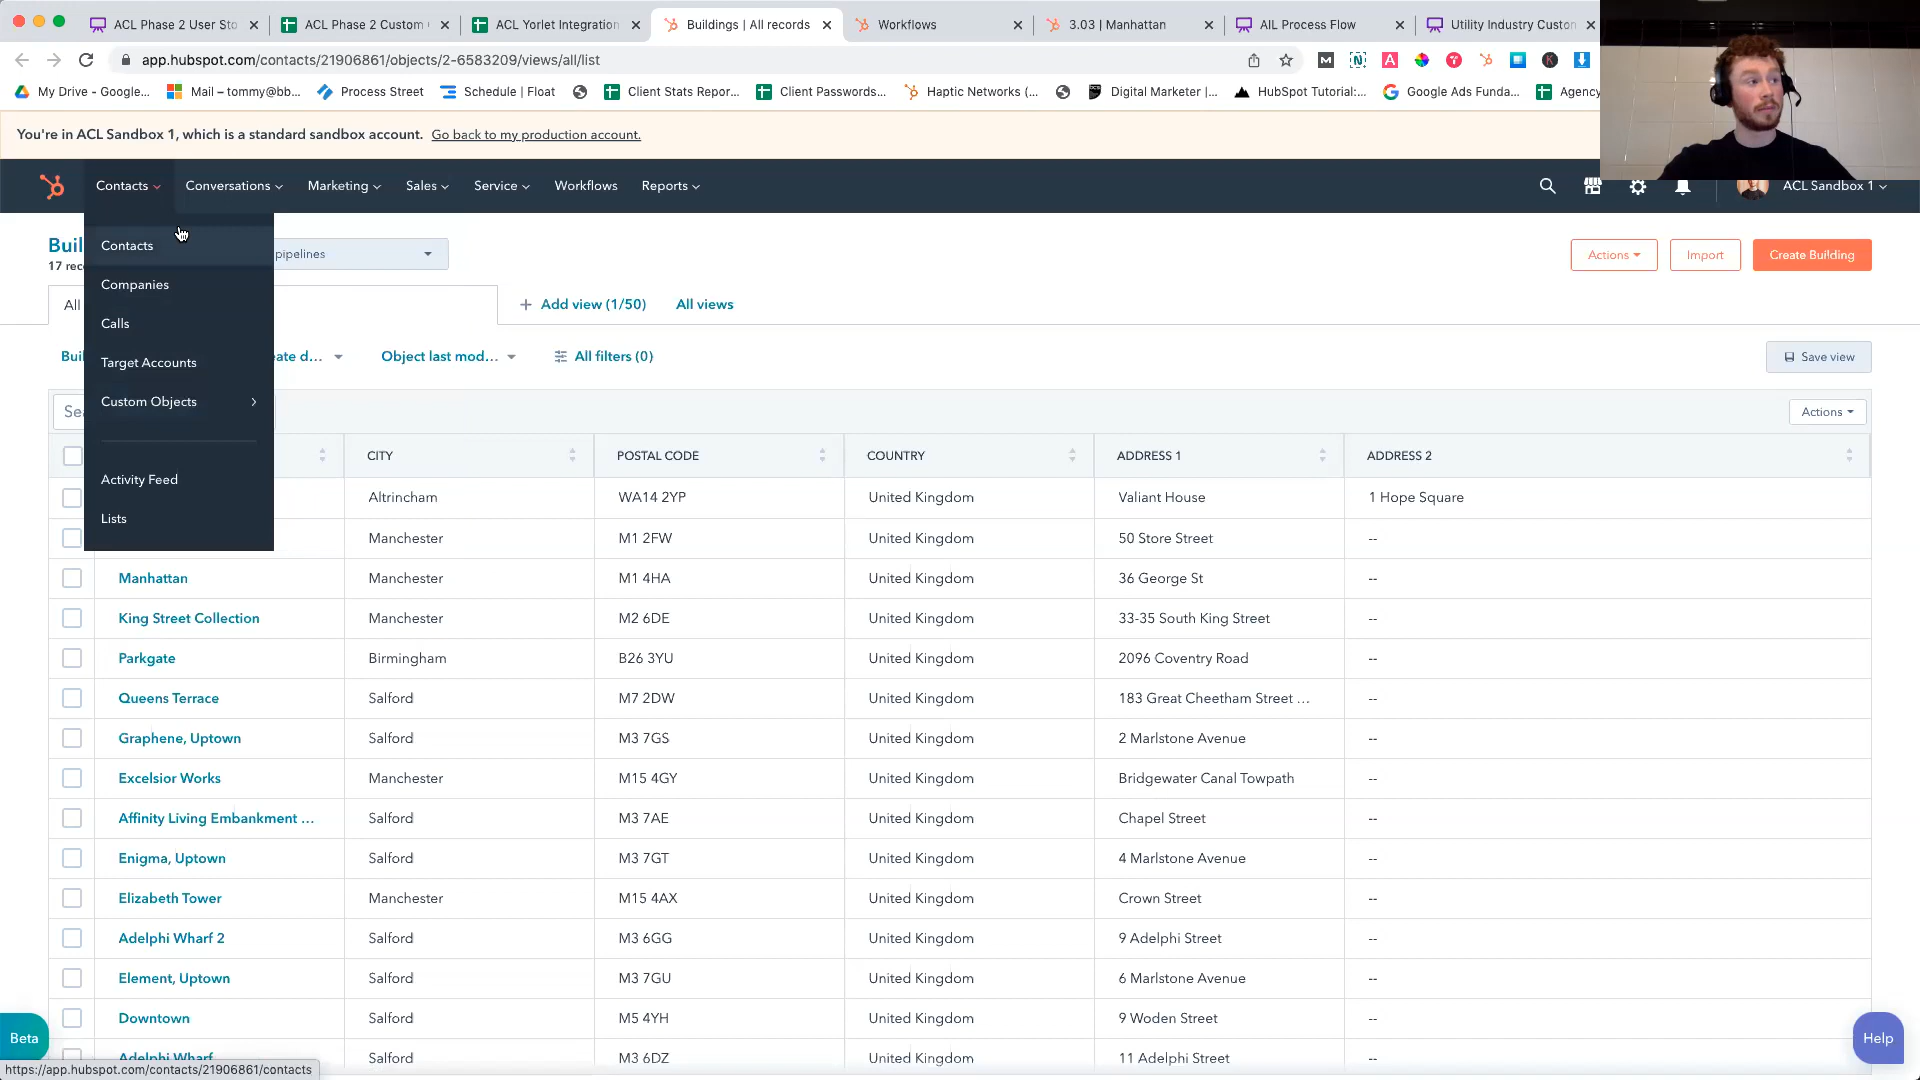 ACL Phase 2 User Sto
ACL Phase 2 Custom
ACL Yorlet Integration
Buildings | All records
Workflows
3.03 | Manhattan
AIL Process Flow
Utility Industry Custon
app.hubspot.com/contacts/21906861/objects/2-6583209/views/all/list
My Drive - Google...
Mail – tommy@bb...
Process Street
Schedule | Float
Client Stats Repor...
Client Passwords...
Haptic Networks (...
Digital Marketer |...
HubSpot Tutorial:...
Google Ads Funda...
Agency
You're in ACL Sandbox 1, which is a standard sandbox account. Go back to my production account.
Contacts
Conversations
Marketing
Sales
Service
Workflows
Reports
ACL Sandbox 1
Contacts
Companies
Calls
Target Accounts
Custom Objects
Activity Feed
Lists
Buil
17 rec
pipelines
Actions
Import
Create Building
All
+ Add view (1/50)
All views
Buil
eate d...
Object last mod...
All filters (0)
Save view
Sea
Actions
CITY POSTAL CODE COUNTRY ADDRESS 1 ADDRESS 2
Altrincham WA14 2YP United Kingdom Valiant House 1 Hope Square
Manchester M1 2FW United Kingdom 50 Store Street --
Manhattan Manchester M1 4HA United Kingdom 36 George St --
King Street Collection Manchester M2 6DE United Kingdom 33-35 South King Street --
Parkgate Birmingham B26 3YU United Kingdom 2096 Coventry Road --
Queens Terrace Salford M7 2DW United Kingdom 183 Great Cheetham Street ... --
Graphene, Uptown Salford M3 7GS United Kingdom 2 Marlstone Avenue --
Excelsior Works Manchester M15 4GY United Kingdom Bridgewater Canal Towpath --
Affinity Living Embankment ... Salford M3 7AE United Kingdom Chapel Street --
Enigma, Uptown Salford M3 7GT United Kingdom 4 Marlstone Avenue --
Elizabeth Tower Manchester M15 4AX United Kingdom Crown Street --
Adelphi Wharf 2 Salford M3 6GG United Kingdom 9 Adelphi Street --
Element, Uptown Salford M3 7GU United Kingdom 6 Marlstone Avenue --
Downtown Salford M5 4YH United Kingdom 9 Woden Street --
Adelphi Wharf Salford M3 6DZ United Kingdom 11 Adelphi Street --
Beta
Help
https://app.hubspot.com/contacts/21906861/contacts